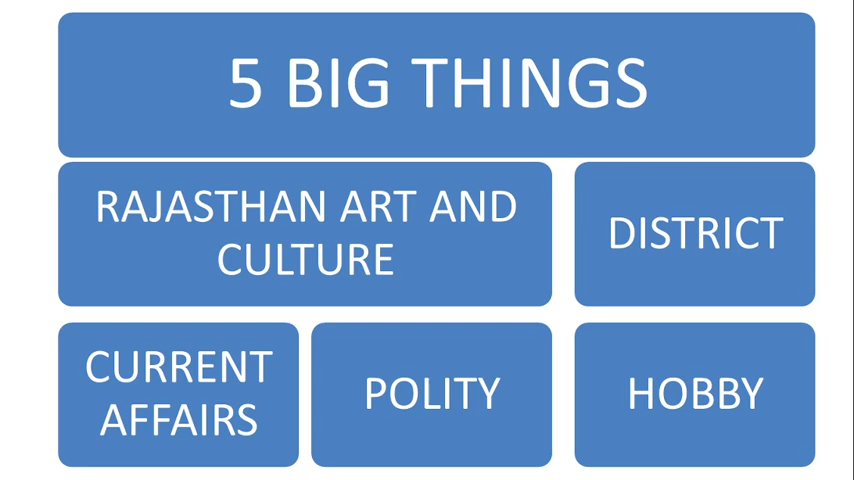 5 BIG THINGS
RAJASTHAN ART AND
CULTURE
DISTRICT
CURRENT
AFFAIRS
POLITY
HOBBY